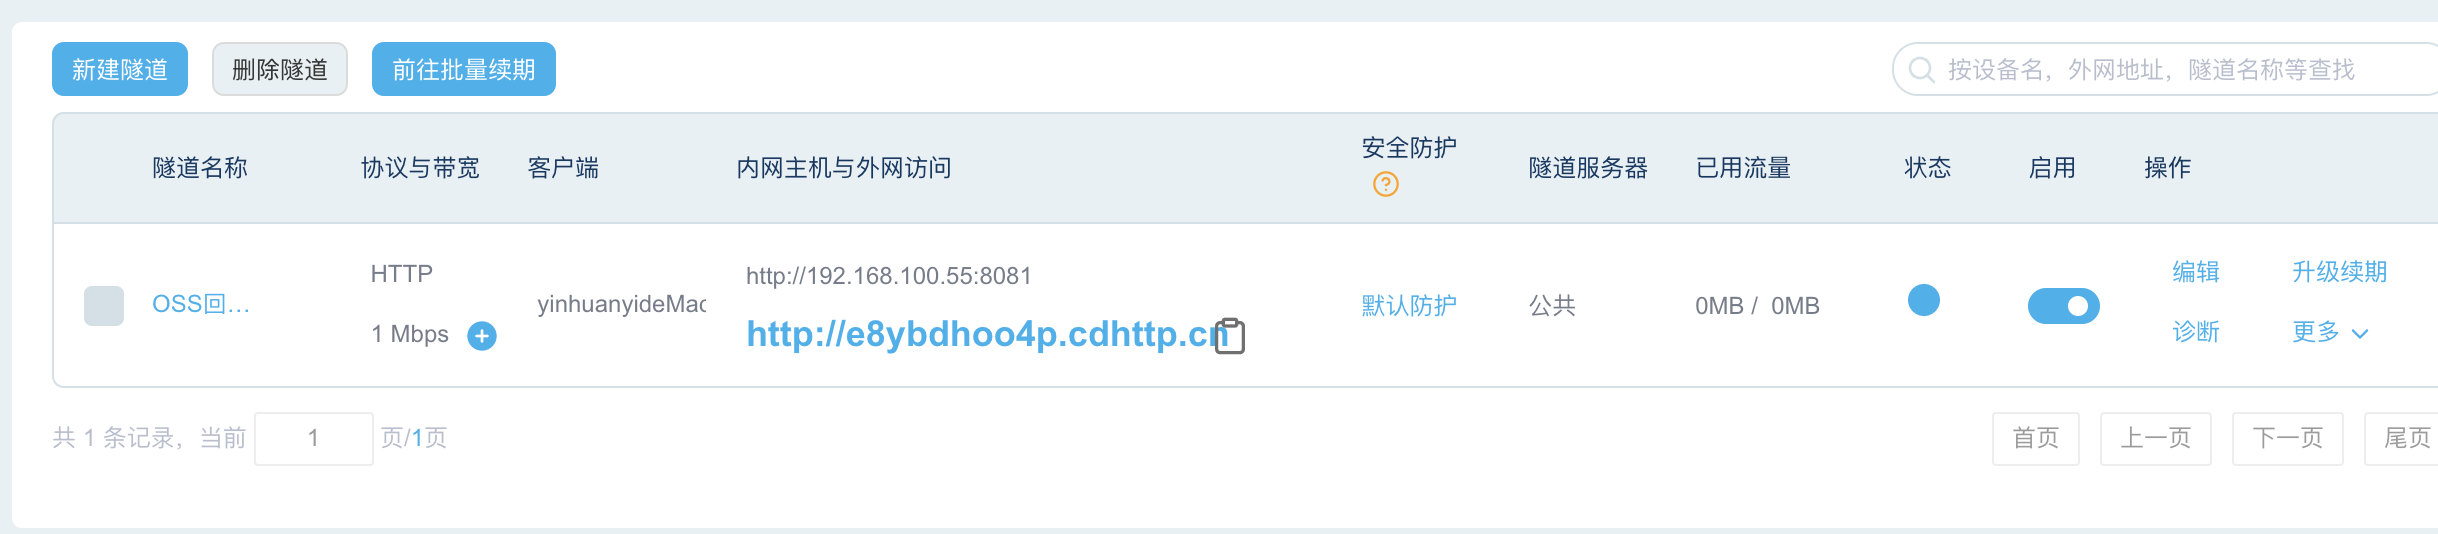 新建隧道 删除隧道 前往批量续期 按设备名，外网地址，隧道名称等查找
隧道名称 协议与带宽 客户端 内网主机与外网访问 安全防护 隧道服务器 已用流量 状态 启用 操作
HTTP http://192.168.100.55:8081 编辑 升级续期
OSS回... yinhuanyideMac 默认防护 公共 0MB / 0MB
1 Mbps http://e8ybdhoo4p.cdhttp.cn 诊断 更多
共 1 条记录，当前 1 页/1页 首页 上一页 下一页 尾页